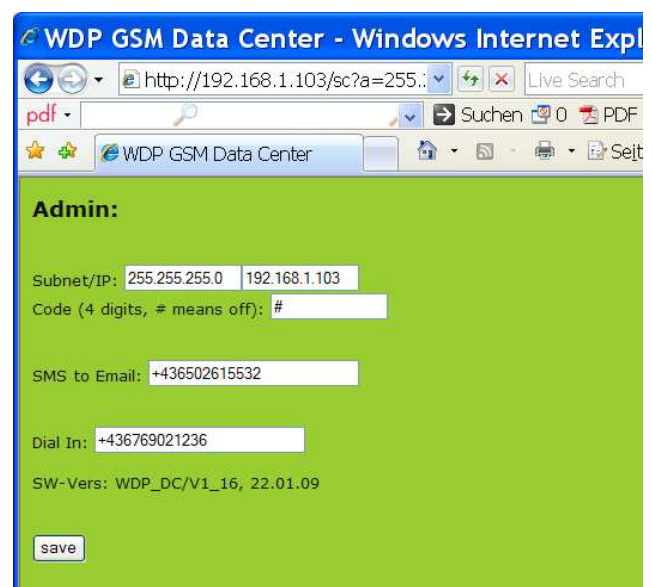 WDP GSM Data Center - Windows Internet Expl
http://192.168.1.103/sc?a=255.: Live Search
pdf Suchen 0 PDF
WDP GSM Data Center Seit
Admin:
Subnet/IP: 255.255.255.0 192.168.1.103
Code (4 digits, # means off): #
SMS to Email: +436502615532
Dial In: +436769021236
SW-Vers: WDP_DC/V1_16, 22.01.09
save